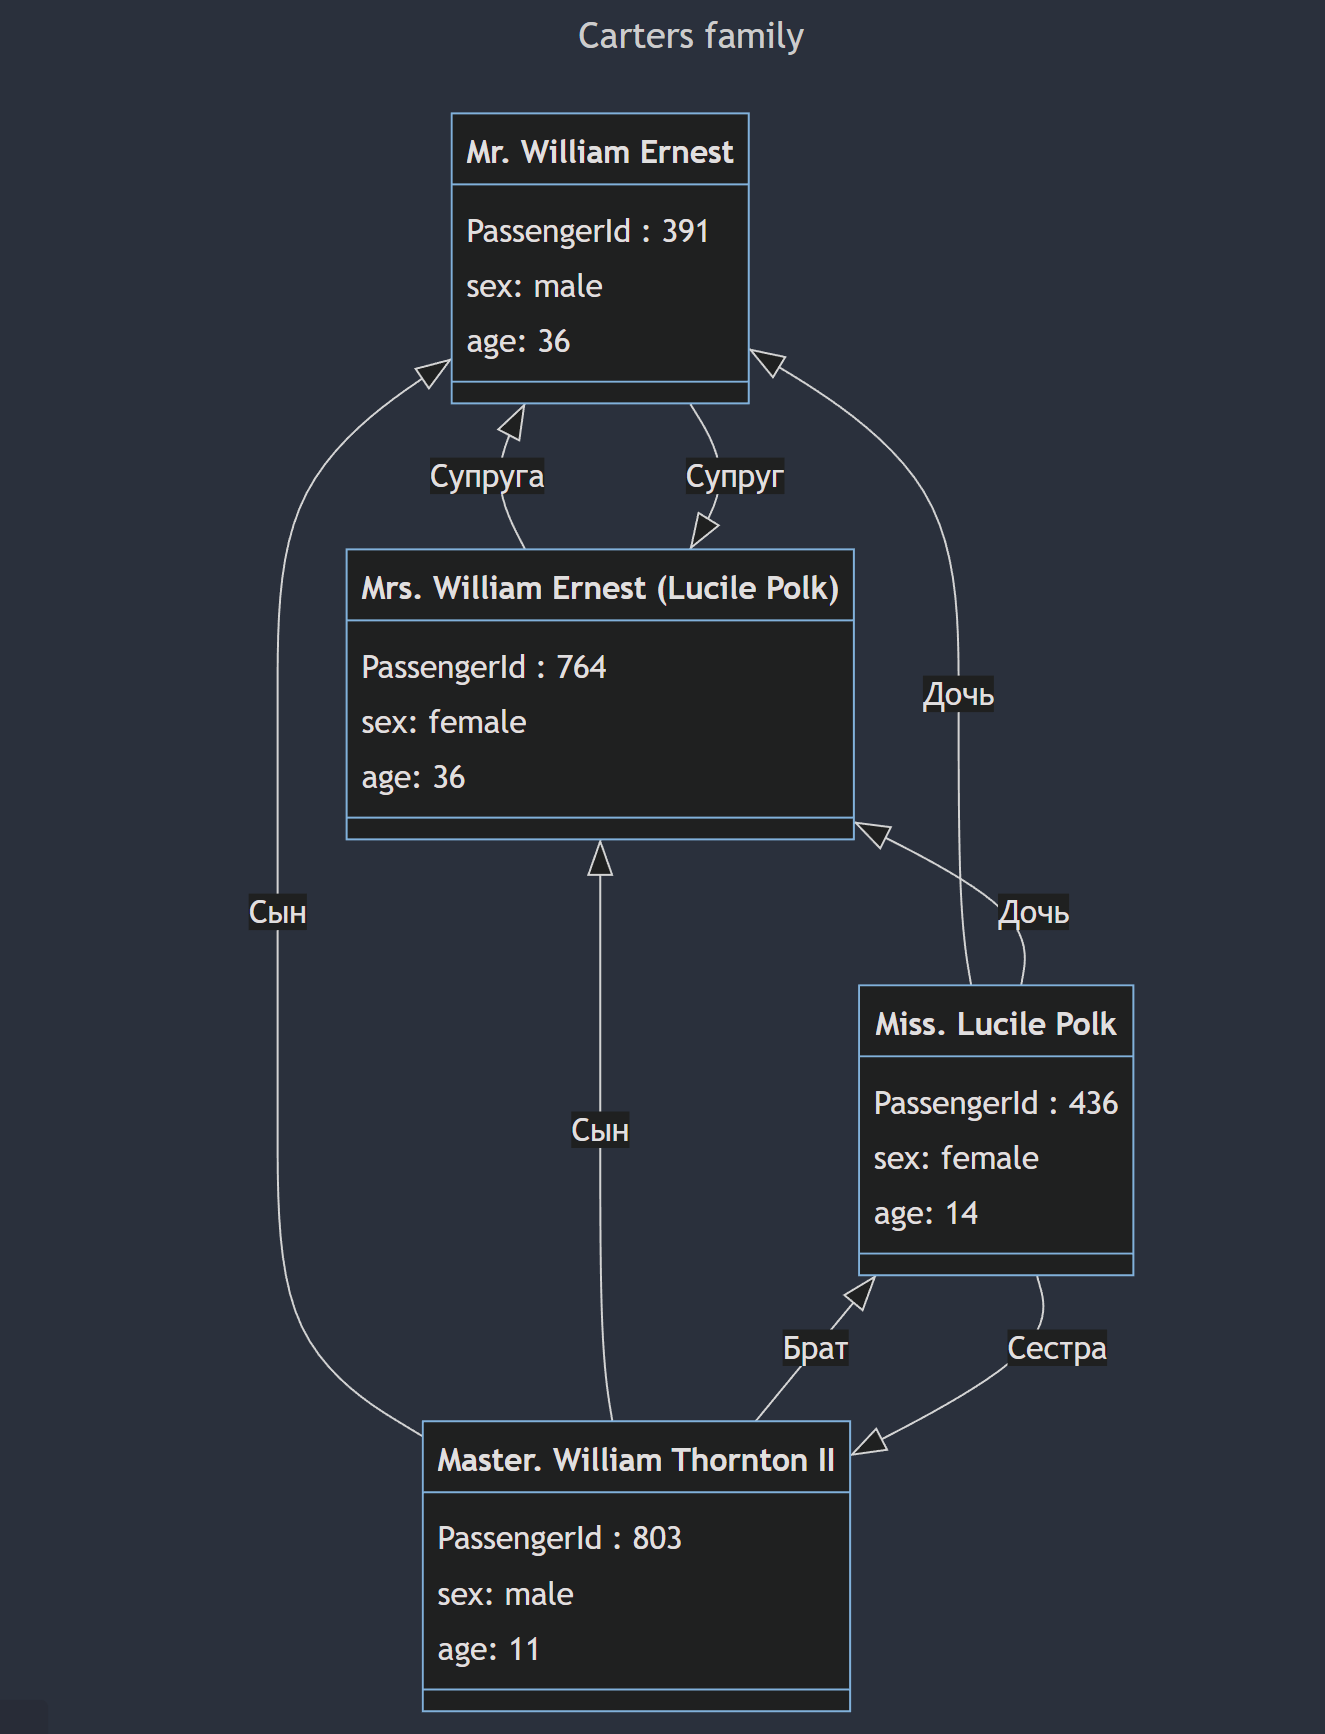 Carters family
Mr. William Ernest
PassengerId : 391
sex: male
age: 36
Супруга
Супруг
Mrs. William Ernest (Lucile Polk)
PassengerId : 764
sex: female
age: 36
Дочь
Сын
Дочь
Miss. Lucile Polk
PassengerId : 436
sex: female
age: 14
Сын
Брат
Сестра
Master. William Thornton II
PassengerId : 803
sex: male
age: 11